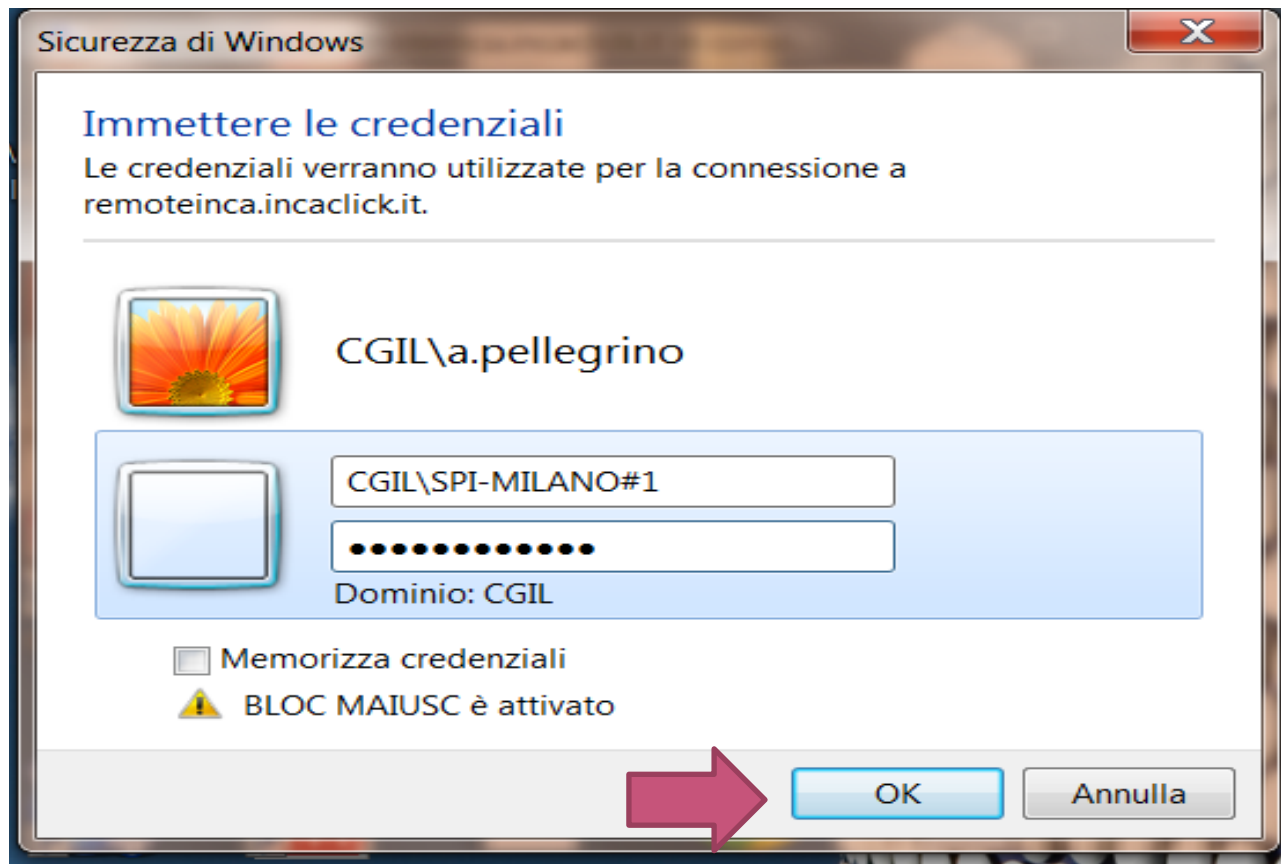 Sicurezza di Windows
Immettere le credenziali
Le credenziali verranno utilizzate per la connessione a
remoteinca.incaclick.it.
CGIL\a.pellegrino
CGIL\SPI-MILANO#1
●●●●●●●●●●●●
Dominio: CGIL
Memorizza credenziali
BLOC MAIUSC è attivato
OK
Annulla